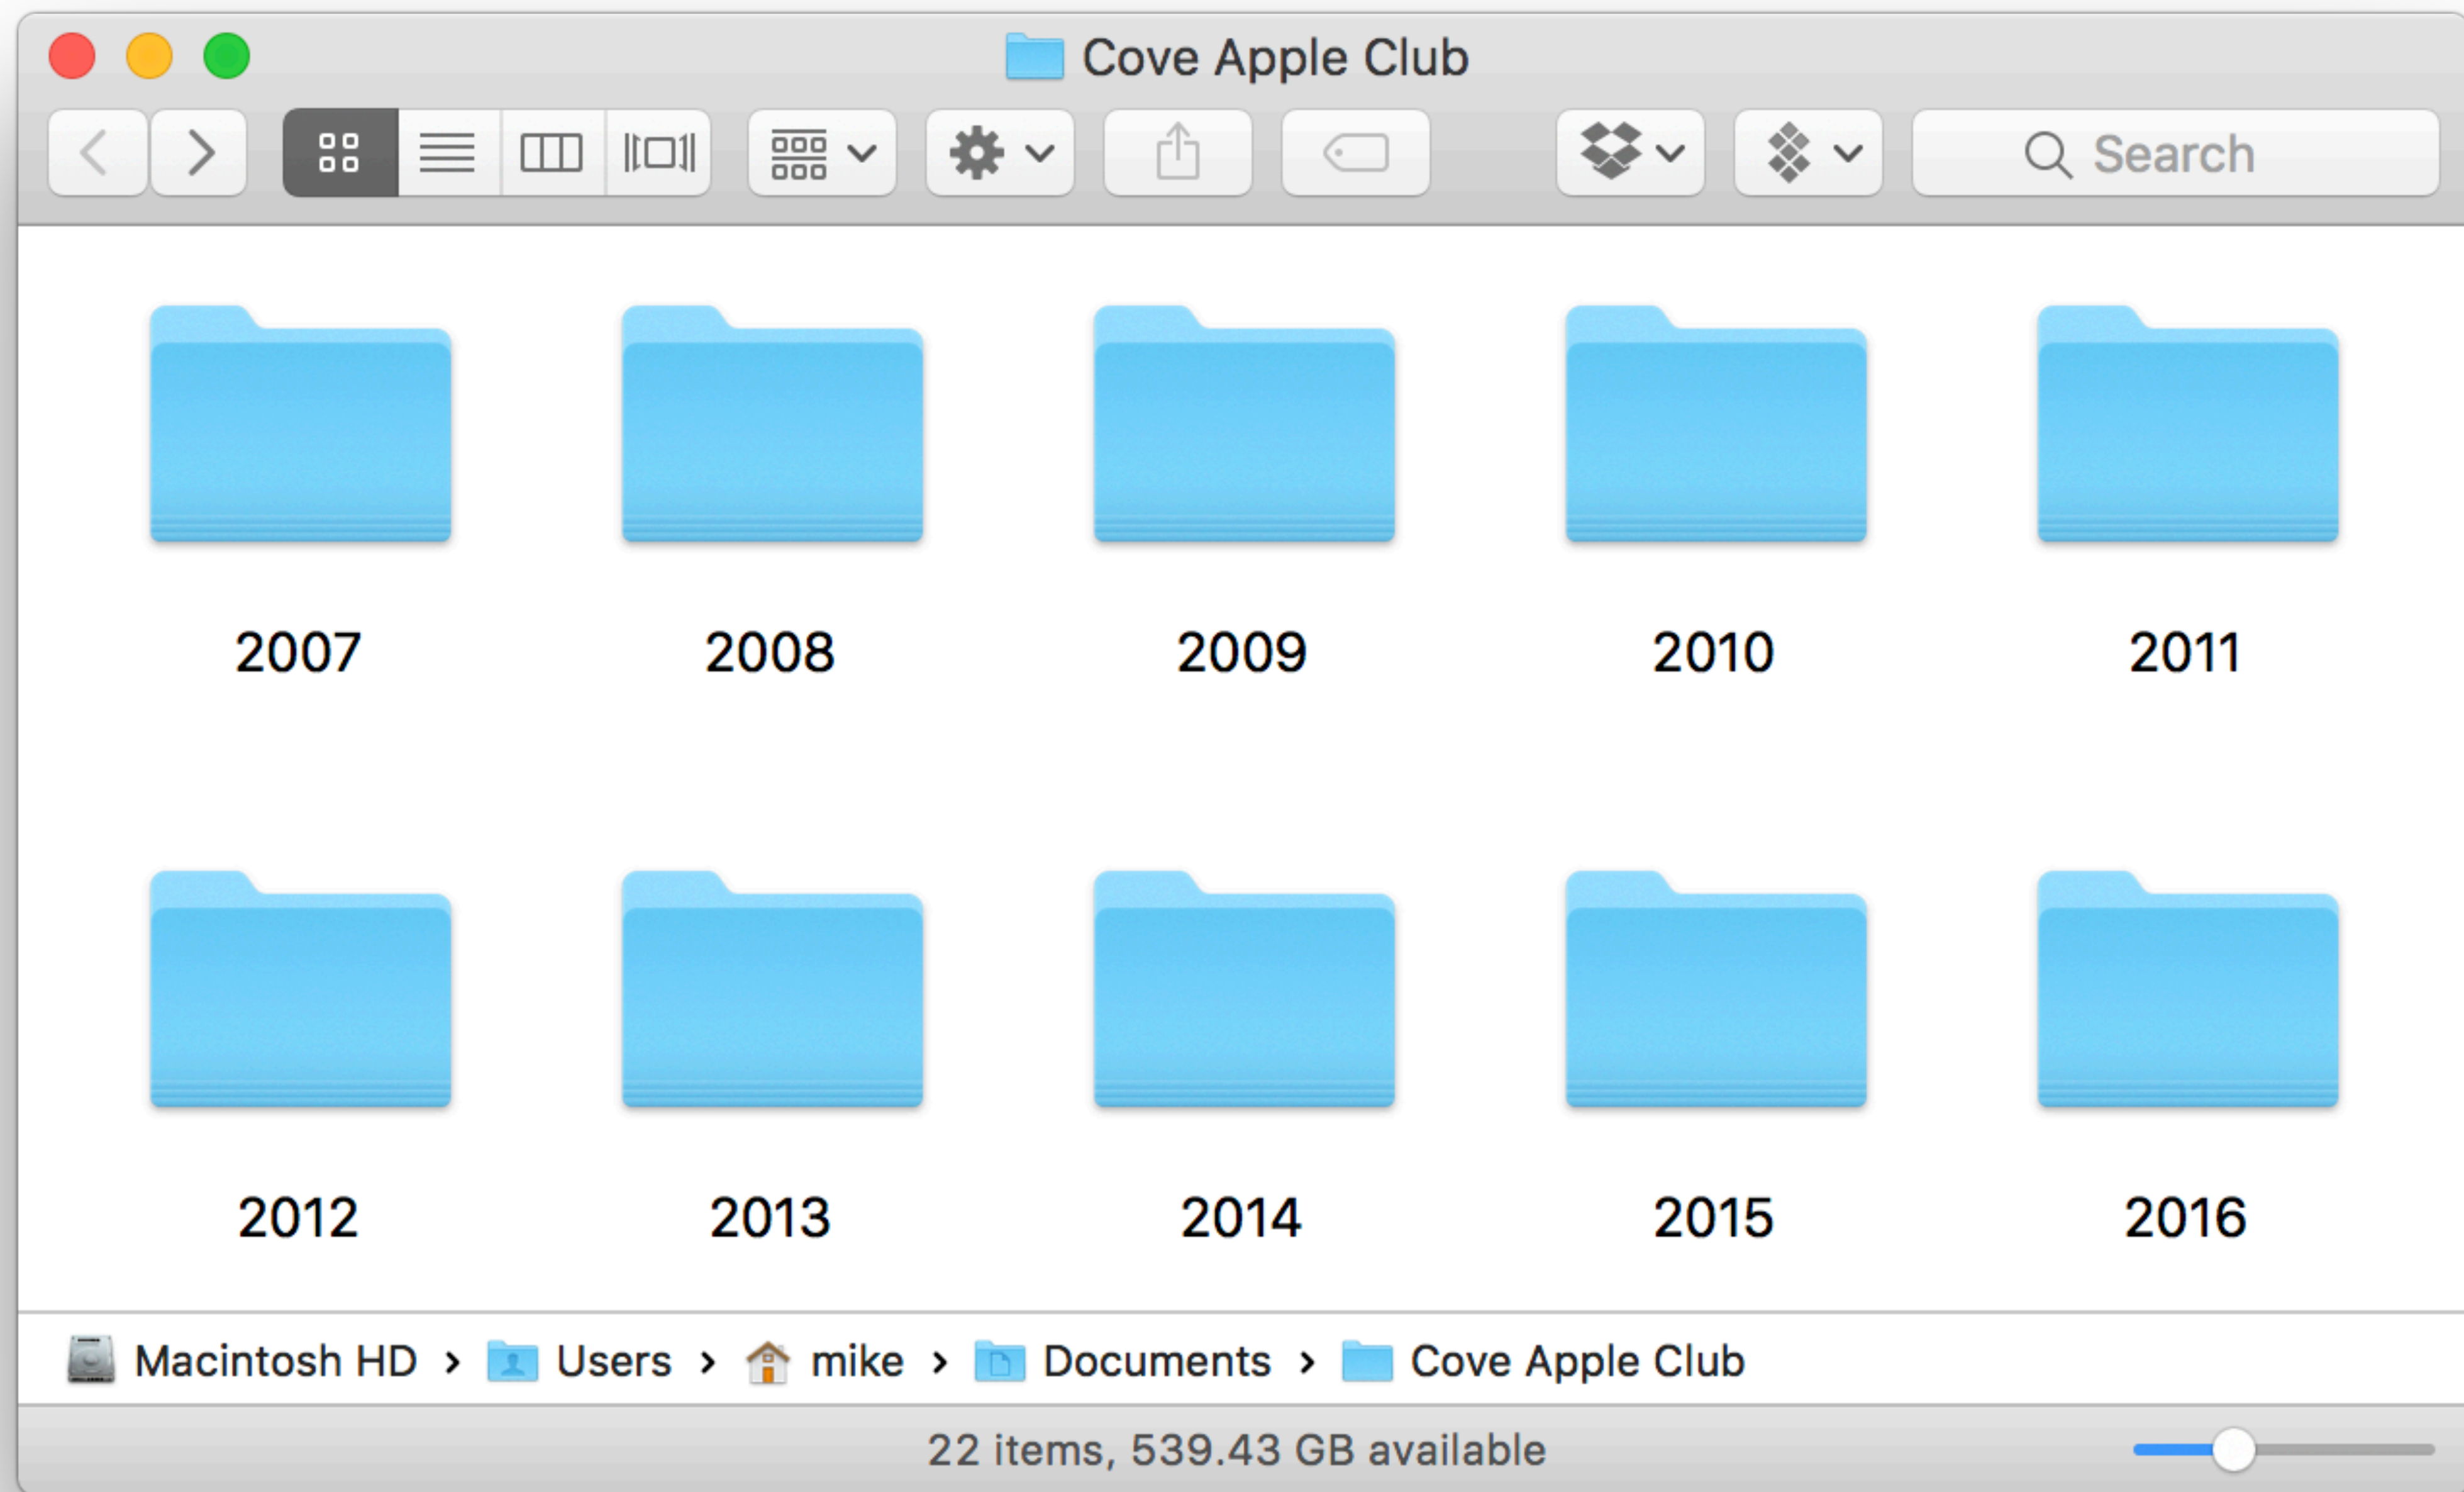 Cove Apple Club
Search
2007 2008 2009 2010 2011
2012 2013 2014 2015 2016
Macintosh HD › Users › mike › Documents › Cove Apple Club
22 items, 539.43 GB available